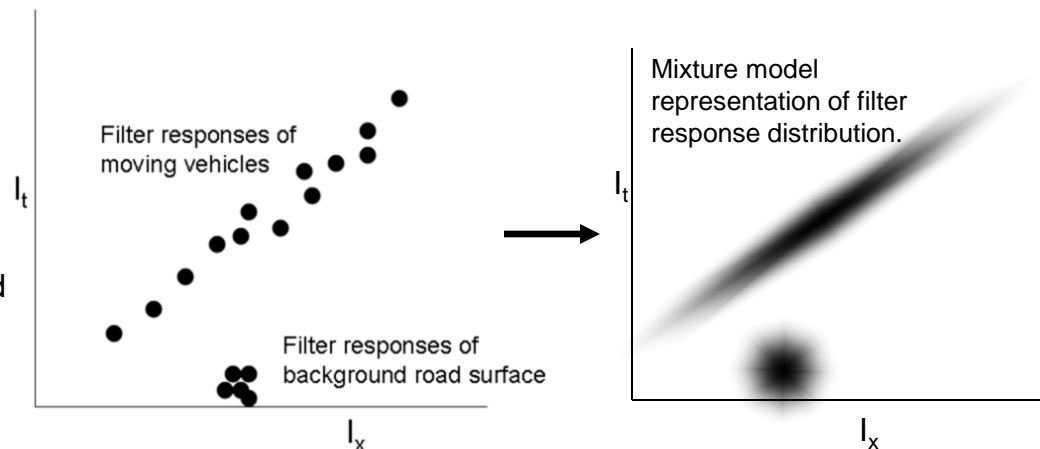 Filter responses of
moving vehicles
I_t
d
Filter responses of
background road surface
I_x
Mixture model
representation of filter
response distribution.
I_t
I_x